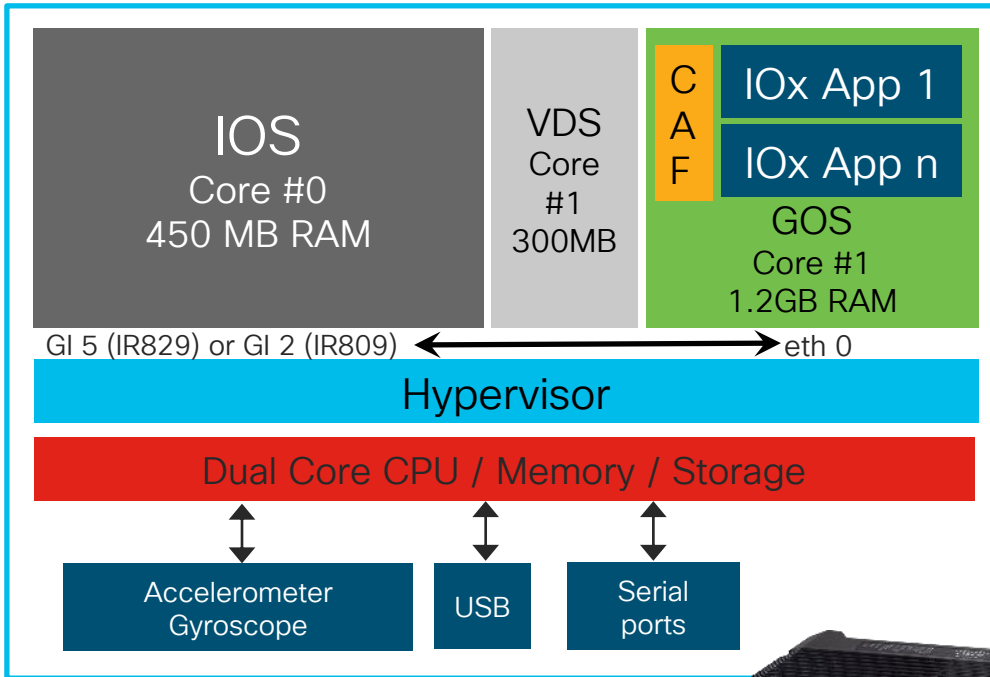 IOS
Core #0
450 MB RAM
VDS
Core
#1
300MB
C
A
F
IOx App 1
IOx App n
GOS
Core #1
1.2GB RAM
GI 5 (IR829) or GI 2 (IR809)
eth 0
Hypervisor
Dual Core CPU / Memory / Storage
Accelerometer
Gyroscope
USB
Serial
ports